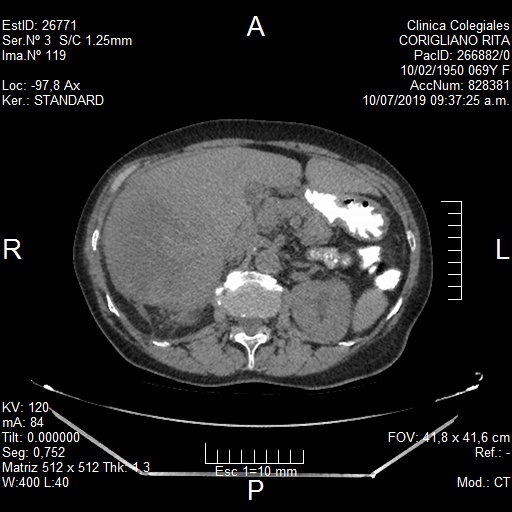 EstID: 26771
Ser.Nº 3 S/C 1.25mm
Ima.Nº 119
Loc: -97,8 Ax
Ker.: STANDARD
A
Clinica Colegiales
CORIGLIANO RITA
PacID: 266882/0
10/02/1950 069Y F
AccNum: 828381
10/07/2019 09:37:25 a.m.
R
L
KV: 120
mA: 84
Tilt: 0.000000
Seg: 0,752
Matriz 512 x 512 Thk: 1.3
W:400 L:40
Esc 1=10 mm
P
FOV: 41,8 x 41,6 cm
Ref.: -
Mod.: CT